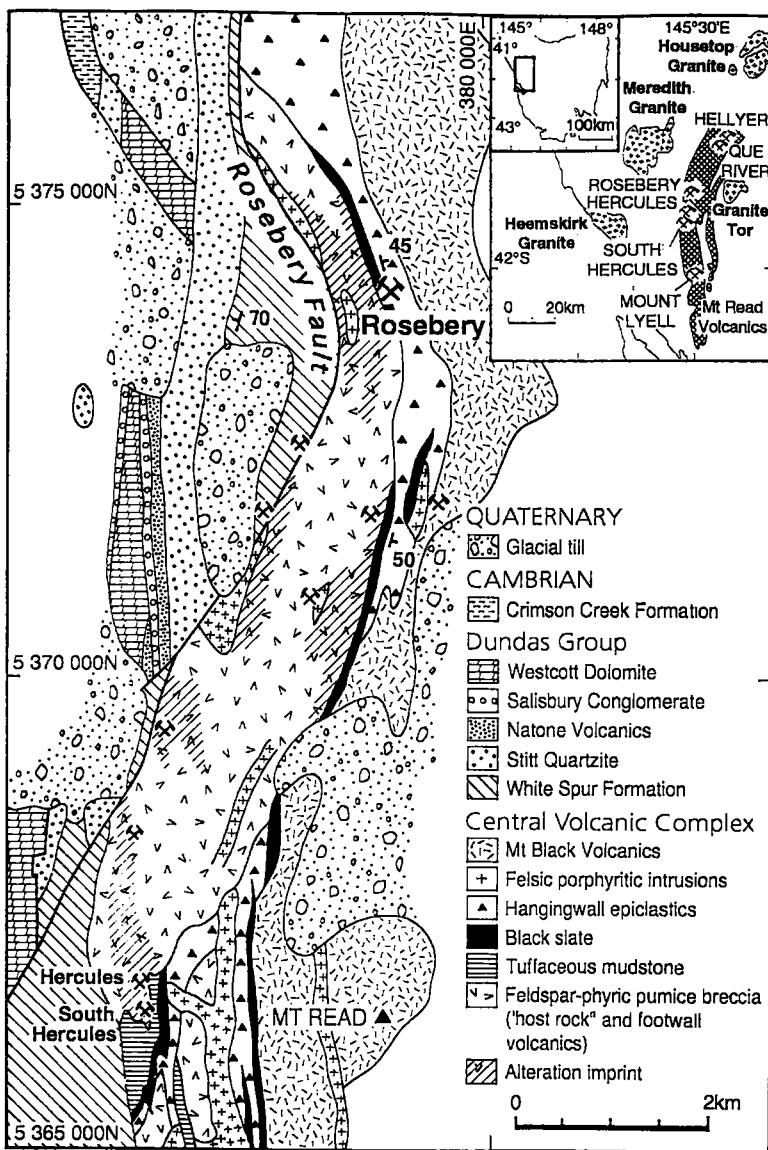 145°
148°
41°
43°
100km
380 000E
145°30'E
Housetop
Granite
Meredith
Granite
HELLYER
QUE
RIVER
ROSEBERY
HERCULES
Granite
Tor
Heemskirk
Granite
42°S
SOUTH
HERCULES
MOUNT
LYELL
Mt Read
Volcanics
0 20km
5 375 000N
Rosebery Fault
45
70
Rosebery
50
5 370 000N
Hercules
South
Hercules
MT READ
5 365 000N
QUATERNARY
Glacial till
CAMBRIAN
Crimson Creek Formation
Dundas Group
Westcott Dolomite
Salisbury Conglomerate
Natone Volcanics
Stitt Quartzite
White Spur Formation
Central Volcanic Complex
Mt Black Volcanics
Felsic porphyritic intrusions
Hangingwall epiclastics
Black slate
Tuffaceous mudstone
Feldspar-phyric pumice breccia
('host rock" and footwall
volcanics)
Alteration imprint
0 2km